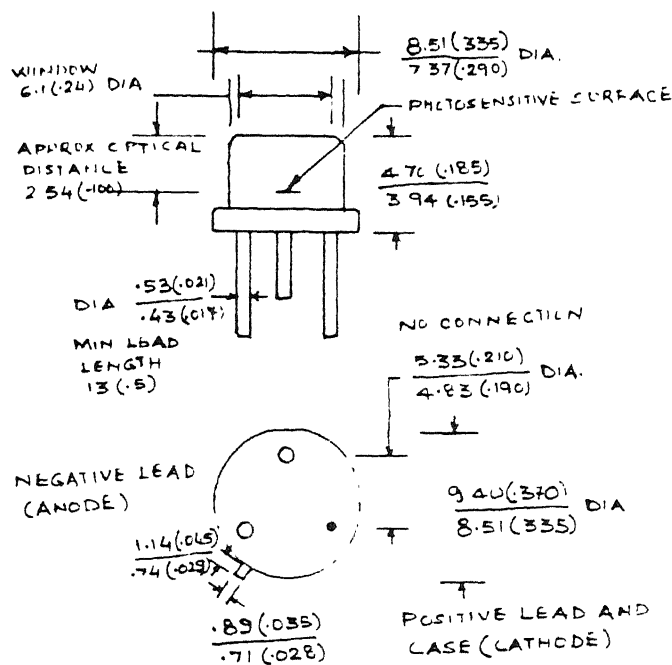 8.51(335)
7.37(.290)
DIA.
WINDOW
6.1(.24) DIA
PHOTOSENSITIVE SURFACE
APPROX OPTICAL
DISTANCE
2.54(.100)
4.70 (.185)
3.94 (.155)
DIA
.53(.021)
.43(.017)
MIN LEAD
LENGTH
13(.5)
NO CONNECTION
5.33(.210)
4.83(.190)
DIA.
NEGATIVE LEAD
(ANODE)
9.40(.370)
8.51(335)
DIA
1.14(.045)
.74(.029)
.89(.035)
.71(.028)
POSITIVE LEAD AND
CASE (CATHODE)